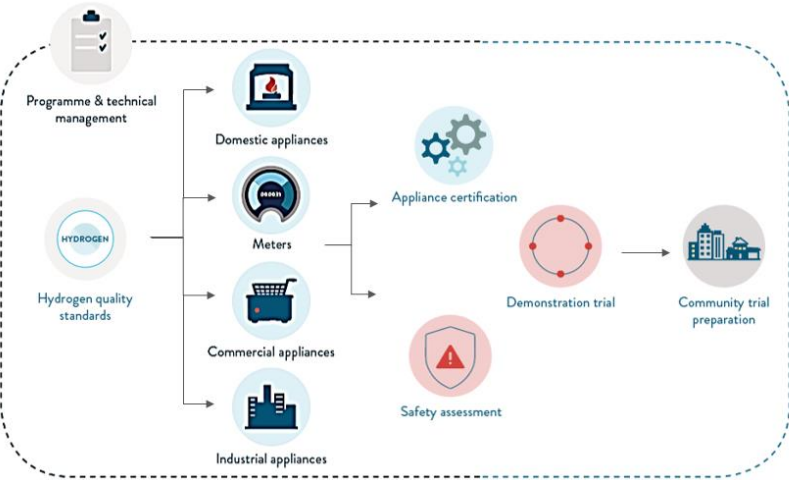 Programme & technical
management
HYDROGEN
Hydrogen quality
standards
Domestic appliances
Meters
Commercial appliances
Industrial appliances
Appliance certification
Safety assessment
Demonstration trial
Community trial
preparation